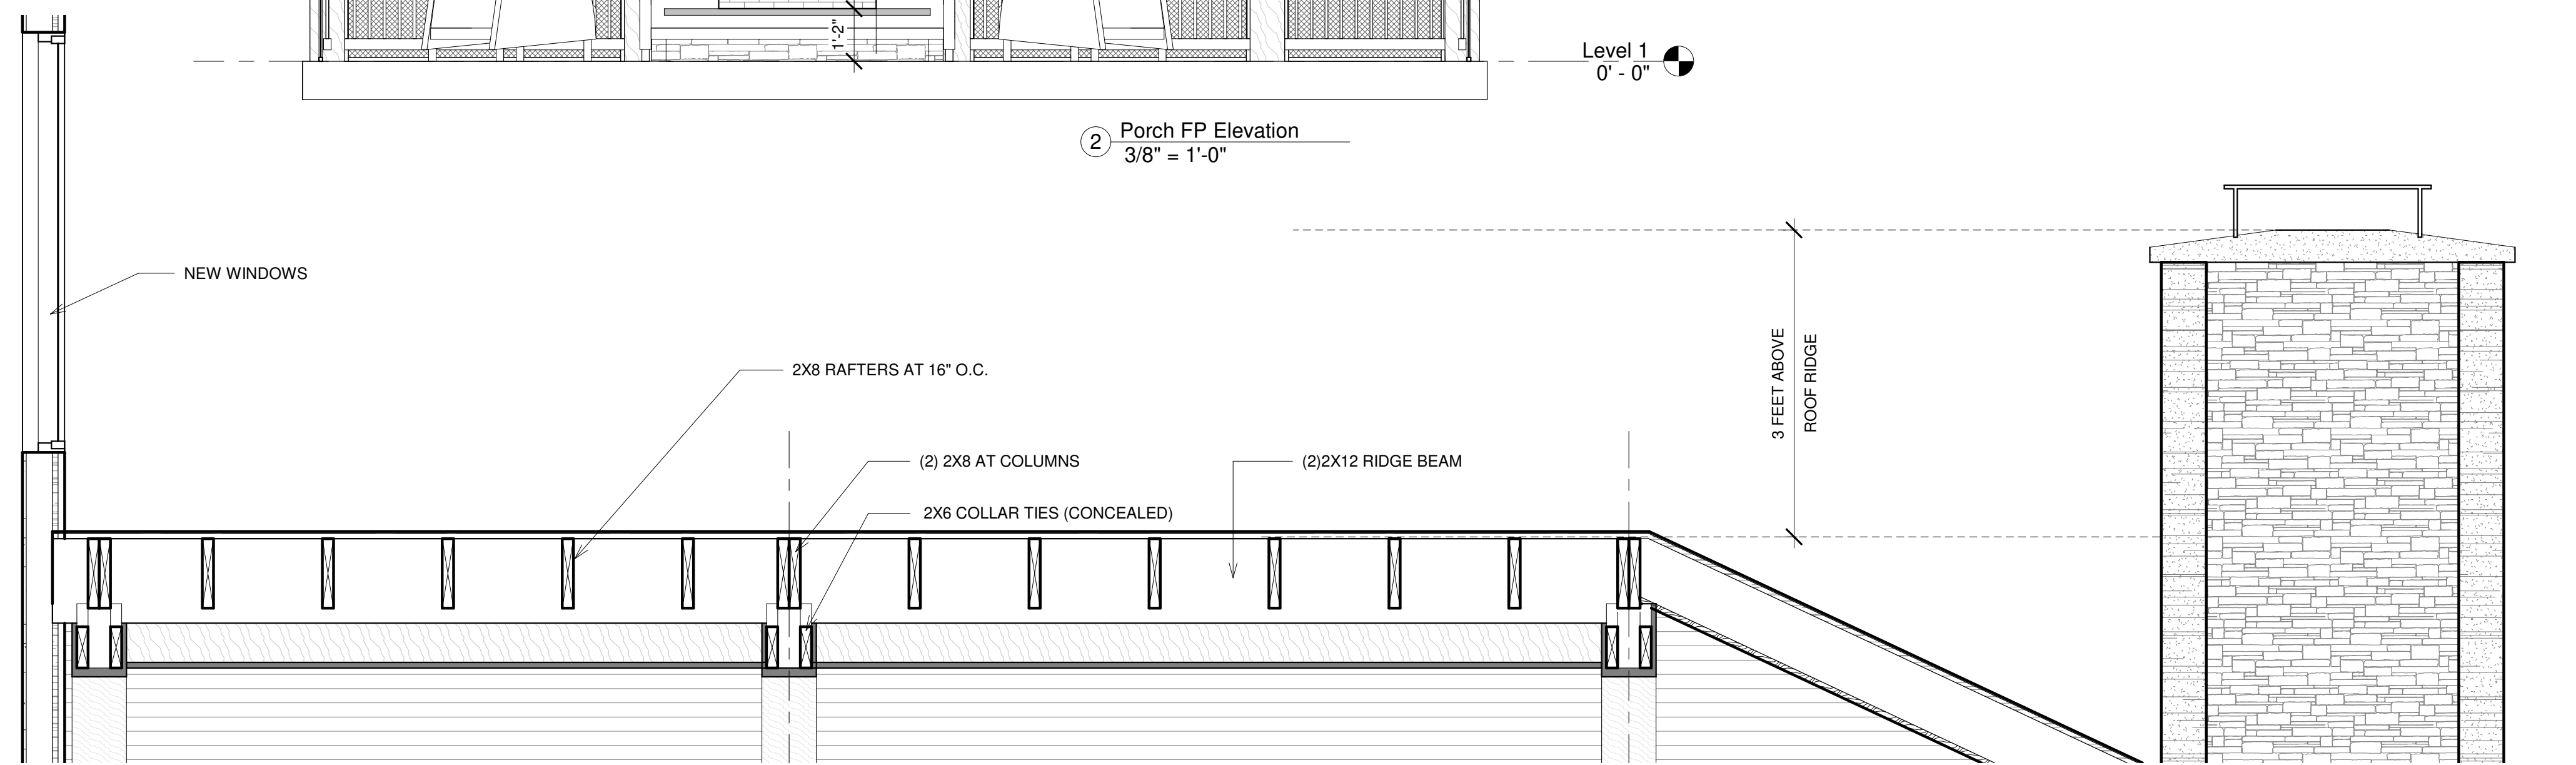 1'-2"
Level 1
0' - 0"
2
Porch FP Elevation
3/8" = 1'-0"
NEW WINDOWS
2X8 RAFTERS AT 16" O.C.
3 FEET ABOVE
ROOF RIDGE
(2) 2X8 AT COLUMNS
(2)2X12 RIDGE BEAM
2X6 COLLAR TIES (CONCEALED)